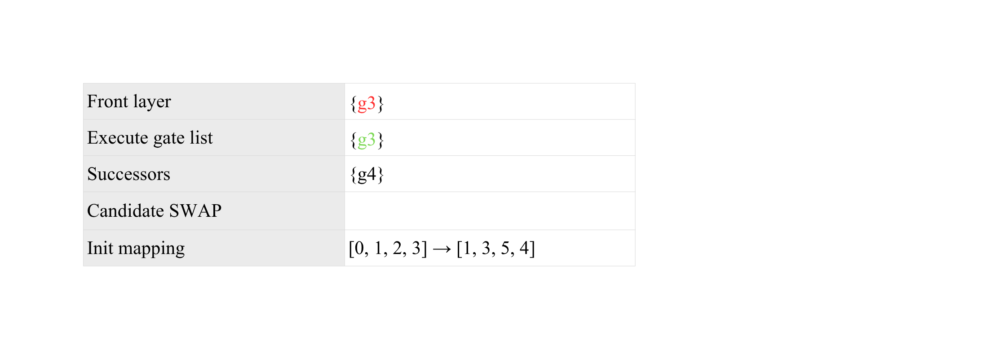 Front layer {g3}
Execute gate list {g3}
Successors {g4}
Candidate SWAP
Init mapping [0, 1, 2, 3] → [1, 3, 5, 4]